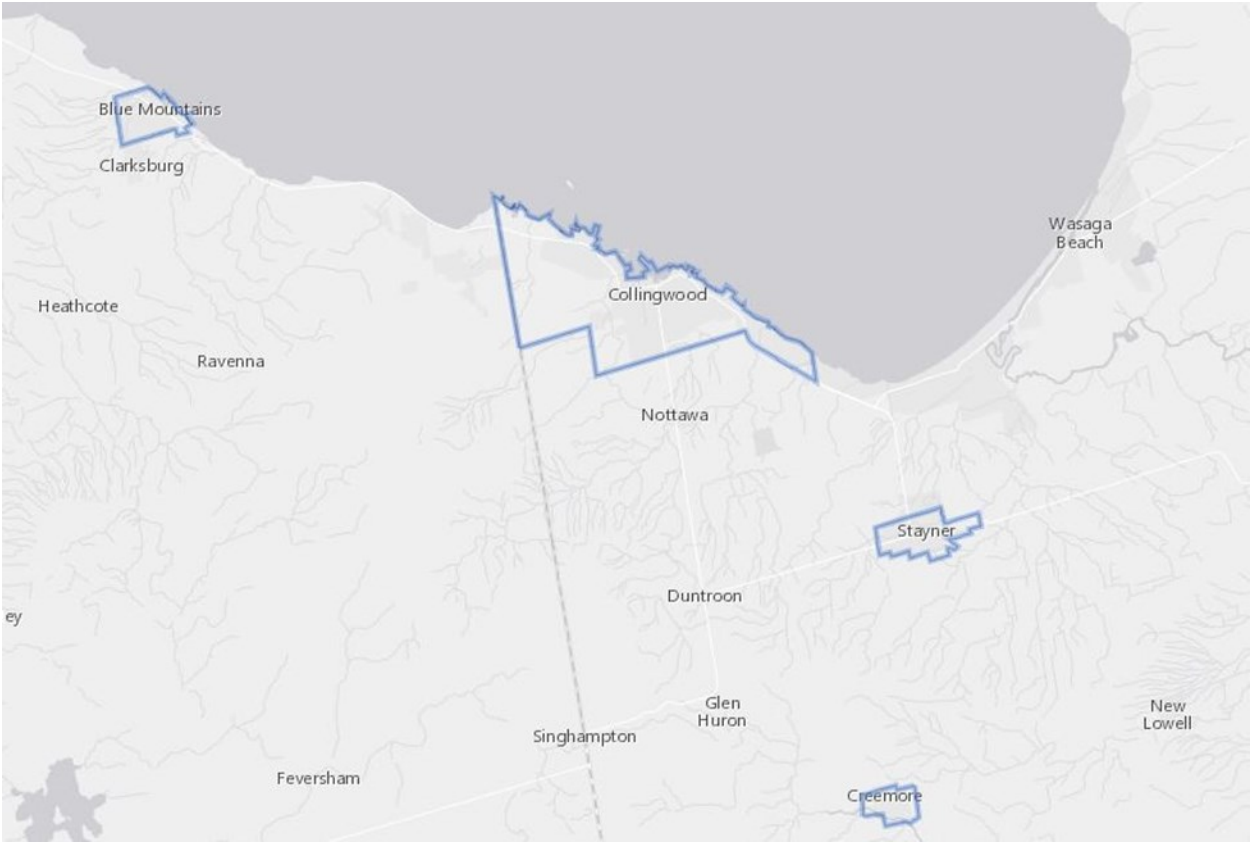 Blue Mountains
Clarksburg
Wasaga
Beach
Collingwood
Heathcote
Ravenna
Nottawa
Stayner
Duntroon
ey
Glen
Huron
New
Lowell
Singhampton
Feversham
Creemore